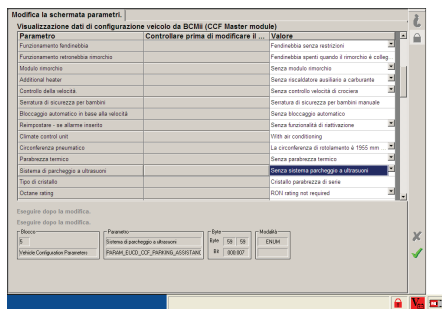 Modifica la schermata parametri.
Visualizzazione dati di configurazione veicolo da BCMii (CCF Master module)
Parametro Controllare prima di modificare il ... Valore
Funzionamento fendinebbia Fendinebbia senza restrizioni
Funzionamento retronebbia rimorchio Fendinebbia spenti quando il rimorchio è colleg
Modulo rimorchio Senza modulo rimorchio
Additional heater Senza riscaldatore ausiliario a carburante
Controllo della velocità Senza controllo velocità di crociera
Serratura di sicurezza per bambini Serratura di sicurezza per bambini manuale
Bloccaggio automatico in base alla velocità Senza bloccaggio automatico
Reimpostare - se allarme inserito Senza funzionalità di riattivazione
Climate control unit With air conditioning
Circonferenza pneumatico La circonferenza di rotolamento è 1955 mm
Parabrezza termico Senza parabrezza termico
Sistema di parcheggio a ultrasuoni Senza sistema parcheggio a ultrasuoni
Tipo di cristallo Cristallo parabrezza di serie
Octane rating RON rating not required
Eseguire dopo la modifica.
Eseguire dopo la modifica.
Blocco Parametro Byte Modalità
5 Sistema di parcheggio a ultrasuoni Byte 59 59 ENUM
Vehicle Configuration Parameters PARAM_EUCD_CCF_PARKING_ASSISTANC Bit 000:007